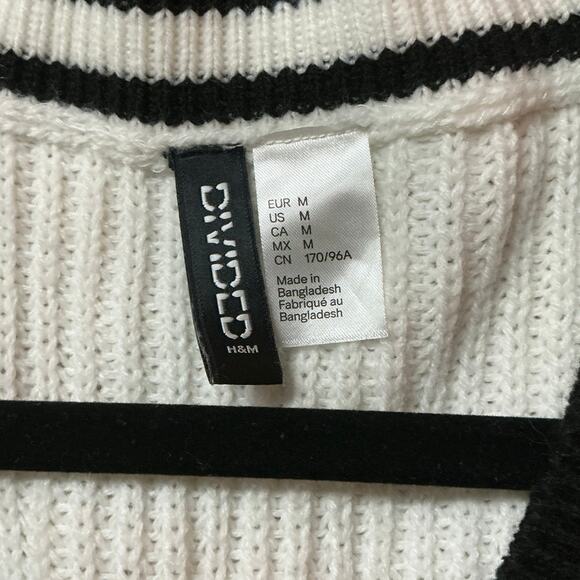 DIVIDED
H&M
EUR M
US M
CA M
MX M
CN 170/96A
Made in
Bangladesh
Fabriqué au
Bangladesh